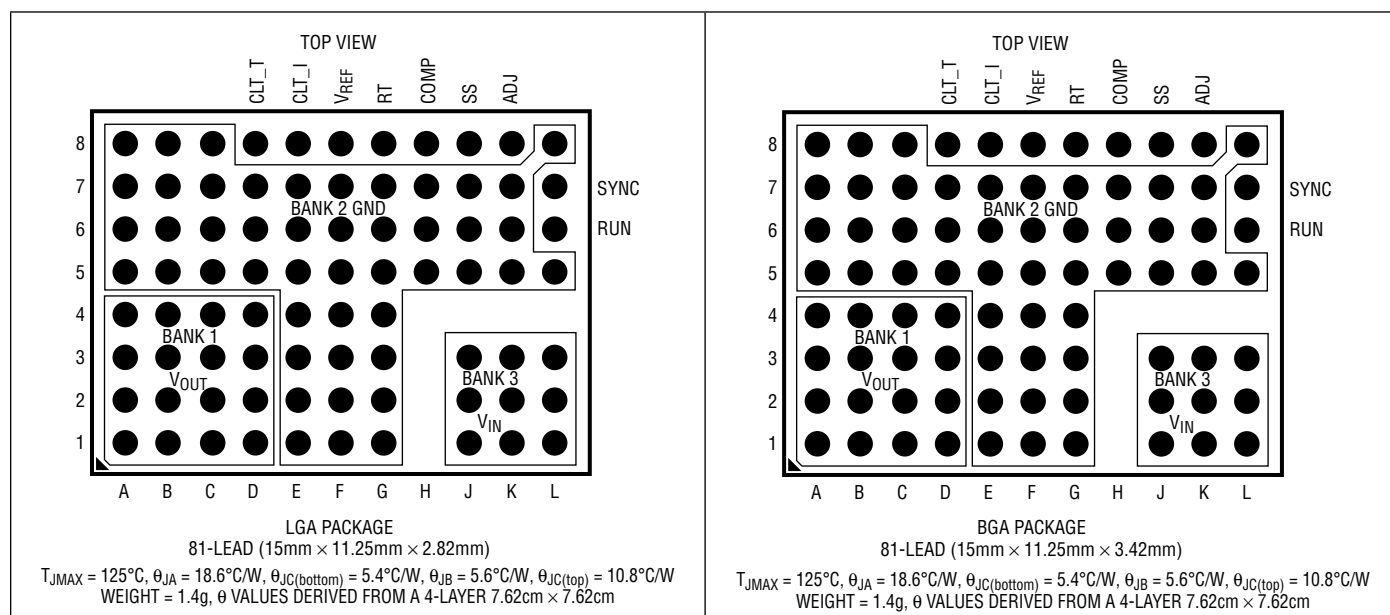 TOP VIEW
CLT_T
CLT_I
VREF
RT
COMP
SS
ADJ
8
7
SYNC
BANK 2 GND
6
RUN
5
4
BANK 1
3
BANK 3
VOUT
2
VIN
1
A B C D E F G H J K L
LGA PACKAGE
81-LEAD (15mm × 11.25mm × 2.82mm)
TJMAX = 125°C, θJA = 18.6°C/W, θJC(bottom) = 5.4°C/W, θJB = 5.6°C/W, θJC(top) = 10.8°C/W
WEIGHT = 1.4g, θ VALUES DERIVED FROM A 4-LAYER 7.62cm × 7.62cm
TOP VIEW
CLT_T
CLT_I
VREF
RT
COMP
SS
ADJ
8
7
SYNC
BANK 2 GND
6
RUN
5
4
BANK 1
3
BANK 3
VOUT
2
VIN
1
A B C D E F G H J K L
BGA PACKAGE
81-LEAD (15mm × 11.25mm × 3.42mm)
TJMAX = 125°C, θJA = 18.6°C/W, θJC(bottom) = 5.4°C/W, θJB = 5.6°C/W, θJC(top) = 10.8°C/W
WEIGHT = 1.4g, θ VALUES DERIVED FROM A 4-LAYER 7.62cm × 7.62cm